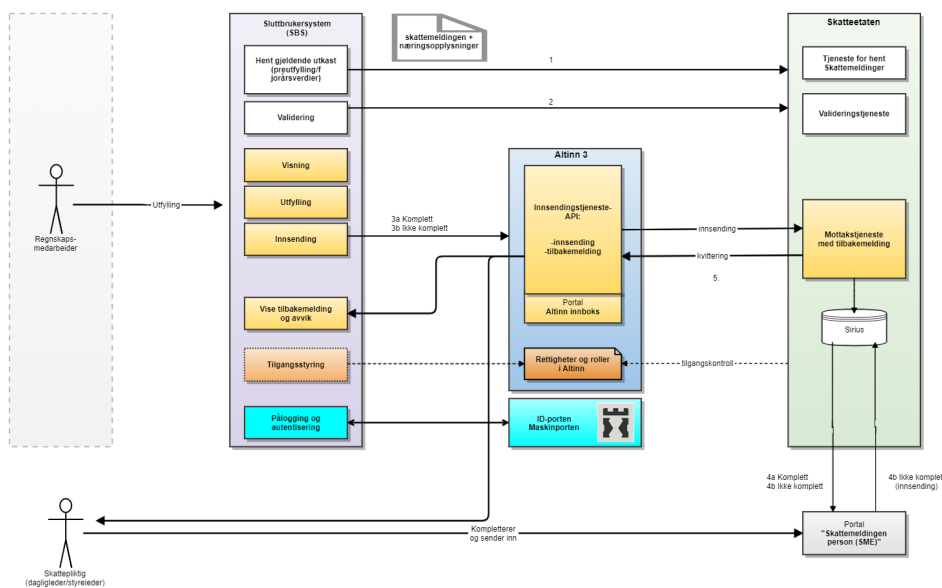 Sluttbrukersystem
(SBS)
skattemeldingen +
næringsopplysninger
Skatteetaten
Hent gjeldende utkast
(preutfylling/f
jorårsverdier)
1
Tjeneste for hent
Skattemeldinger
Validering
2
Valideringstjeneste
Visning
Altinn 3
Utfylling
Utfylling
Regnskaps-
medarbeider
Innsending
3a Komplett
3b Ikke komplett
Innsendingstjeneste-
API:
-innsending
-tilbakemelding
innsending
kvittering
5.
Mottakstjeneste
med tilbakemelding
Vise tilbakemelding
og avvik
Portal
Altinn innboks
Sirius
Tilgangsstyring
Rettigheter og roller
i Altinn
tilgangskontroll
Pålogging og
autentisering
ID-porten
Maskinporten
4a Komplett
4b Ikke komplett
4b Ikke komplet
(innsending)
Kompletterer
og sender inn
Portal
"Skattemeldingen
person (SME)"
Skattepliktig
(dagligleder/styreleder)